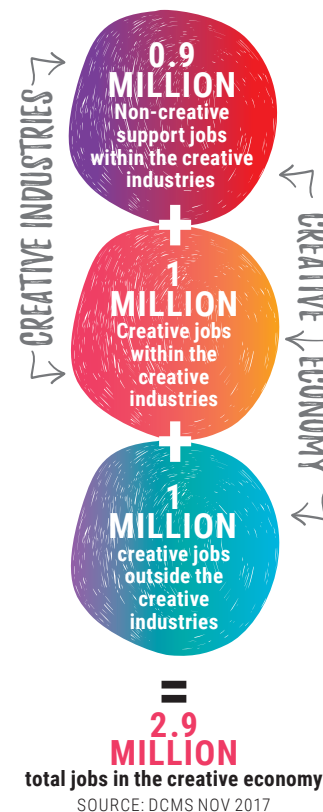 0.9
MILLION
Non-creative
support jobs
within the creative
industries
CREATIVE INDUSTRIES
+
1
MILLION
Creative jobs
within the
creative
industries
CREATIVE ECONOMY
+
1
MILLION
creative jobs
outside the
creative
industries
=
2.9
MILLION
total jobs in the creative economy
SOURCE: DCMS NOV 2017